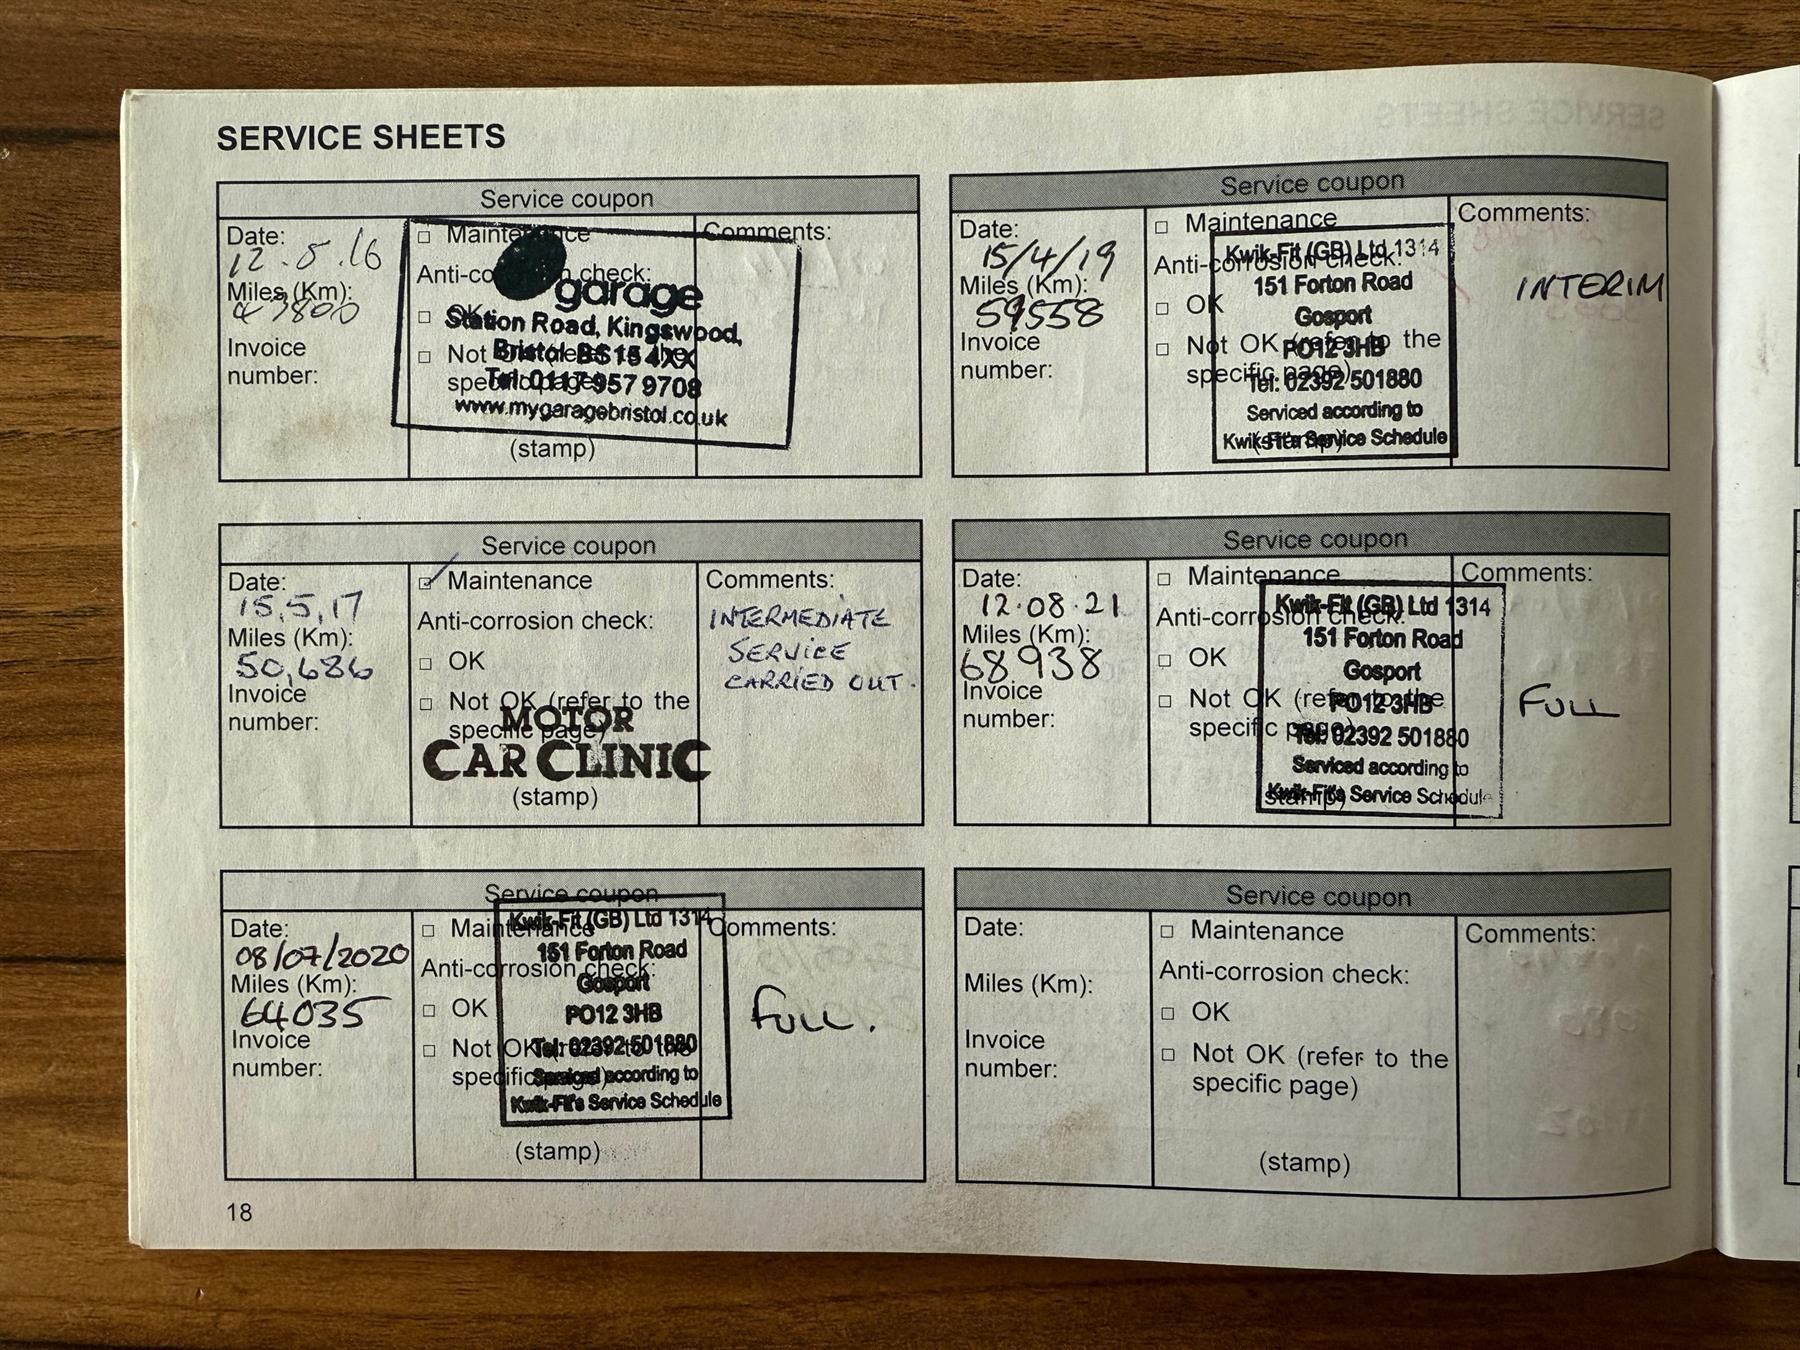 SERVICE SHEETS
Service coupon
Date:
12.5.16
Miles (Km):
43800
Invoice
number:
Maintenance
Anti-corrosion check:
OK
Not OK (refer to the
specific page)
garage
Station Road, Kingswood,
Bristol BS15 4XX
Tel: 0117 957 9708
www.mygaragebristol.co.uk
(stamp)
Comments:
Service coupon
Date:
15/4/19
Miles (Km):
59558
Invoice
number:
Maintenance
Anti-corrosion check:
OK
Not OK (refer to the
specific page)
Kwik-Fit (GB) Ltd 1314
151 Forton Road
Gosport
PO12 3HB
Tel: 02392 501880
Serviced according to
Kwik-Fit's Service Schedule
(stamp)
Comments:
INTERIM
Service coupon
Date:
15,5,17
Miles (Km):
50,686
Invoice
number:
Maintenance
Anti-corrosion check:
OK
Not OK (refer to the
specific page)
MOTOR
CAR CLINIC
(stamp)
Comments:
INTERMEDIATE
SERVICE
CARRIED OUT.
Service coupon
Date:
12.08.21
Miles (Km):
68938
Invoice
number:
Maintenance
Anti-corrosion check:
OK
Not OK (refer to the
specific page)
Kwik-Fit (GB) Ltd 1314
151 Forton Road
Gosport
PO12 3HB
Tel: 02392 501880
Serviced according to
Kwik-Fit's Service Schedule
(stamp)
Comments:
FULL
Service coupon
Date:
08/07/2020
Miles (Km):
64035
Invoice
number:
Maintenance
Anti-corrosion check:
OK
Not OK (refer to the
specific page)
Kwik-Fit (GB) Ltd 1314
151 Forton Road
Gosport
PO12 3HB
Tel: 02392 501880
Serviced according to
Kwik-Fit's Service Schedule
(stamp)
Comments:
FULL.
Service coupon
Date:
Miles (Km):
Invoice
number:
Maintenance
Anti-corrosion check:
OK
Not OK (refer to the
specific page)
(stamp)
Comments:
18